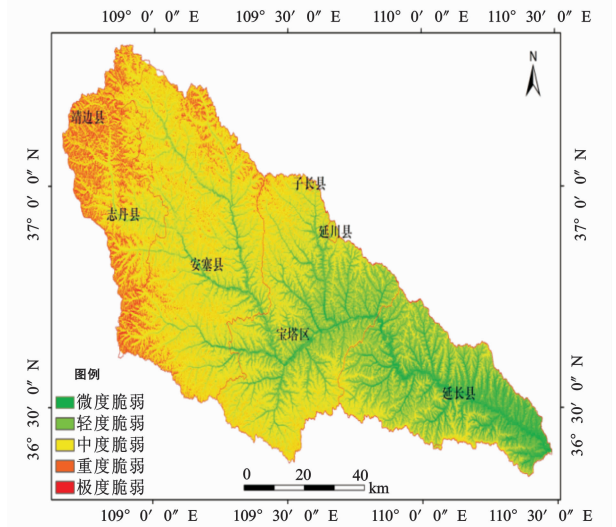 109° 0′ 0″ E 109° 30′ 0″ E 110° 0′ 0″ E 110° 30′ 0″ E
N
靖边县
37° 0′ 0″ N
37° 0′ 0″ N
子长县
志丹县
延川县
安塞县
宝塔区
图例
延长县
微度脆弱
轻度脆弱
中度脆弱
重度脆弱
极度脆弱
36° 30′ 0″ N
36° 30′ 0″ N
0 20 40
km
109° 0′ 0″ E 109° 30′ 0″ E 110° 0′ 0″ E 110° 30′ 0″ E